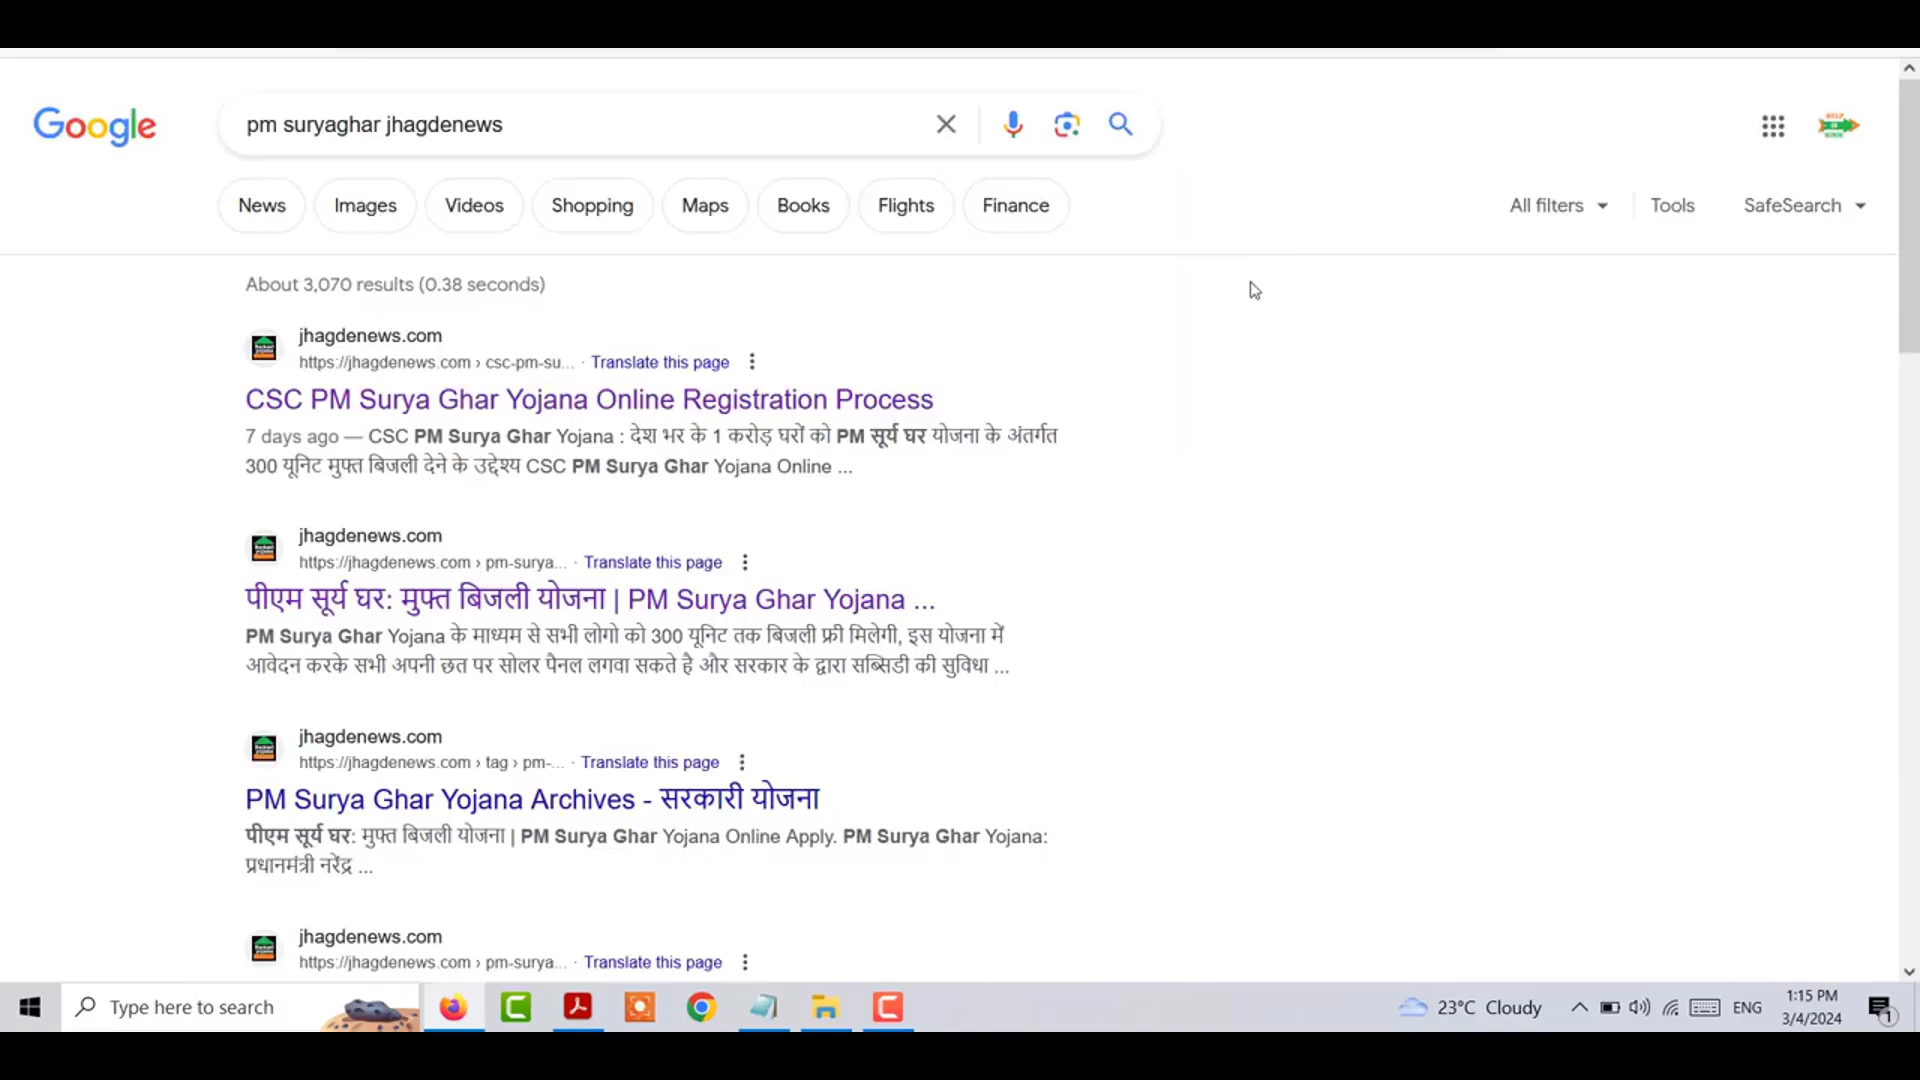 Google
pm suryaghar jhagdenews
News Images Videos Shopping Maps Books Flights Finance All filters Tools SafeSearch
About 3,070 results (0.38 seconds)
jhagdenews.com
https://jhagdenews.com › csc-pm-su... · Translate this page
CSC PM Surya Ghar Yojana Online Registration Process
7 days ago — CSC PM Surya Ghar Yojana : देश भर के 1 करोड़ घरों को PM सूर्य घर योजना के अंतर्गत
300 यूनिट मुफ्त बिजली देने के उद्देश्य CSC PM Surya Ghar Yojana Online ...
jhagdenews.com
https://jhagdenews.com › pm-surya... · Translate this page
पीएम सूर्य घर: मुफ्त बिजली योजना | PM Surya Ghar Yojana ...
PM Surya Ghar Yojana के माध्यम से सभी लोगो को 300 यूनिट तक बिजली फ्री मिलेगी, इस योजना में
आवेदन करके सभी अपनी छत पर सोलर पैनल लगवा सकते है और सरकार के द्वारा सब्सिडी की सुविधा ...
jhagdenews.com
https://jhagdenews.com › tag › pm-... · Translate this page
PM Surya Ghar Yojana Archives - सरकारी योजना
पीएम सूर्य घर: मुफ्त बिजली योजना | PM Surya Ghar Yojana Online Apply. PM Surya Ghar Yojana:
प्रधानमंत्री नरेंद्र ...
jhagdenews.com
https://jhagdenews.com › pm-surya... · Translate this page
Type here to search 23°C Cloudy ENG 1:15 PM
3/4/2024 1